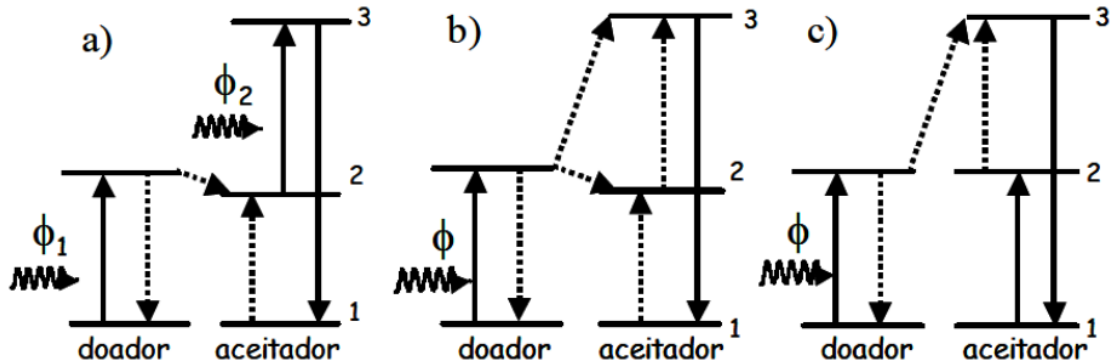 a)
3
ϕ2
2
ϕ1
1
doador
aceitador
b)
3
2
ϕ
1
doador
aceitador
c)
3
2
ϕ
1
doador
aceitador